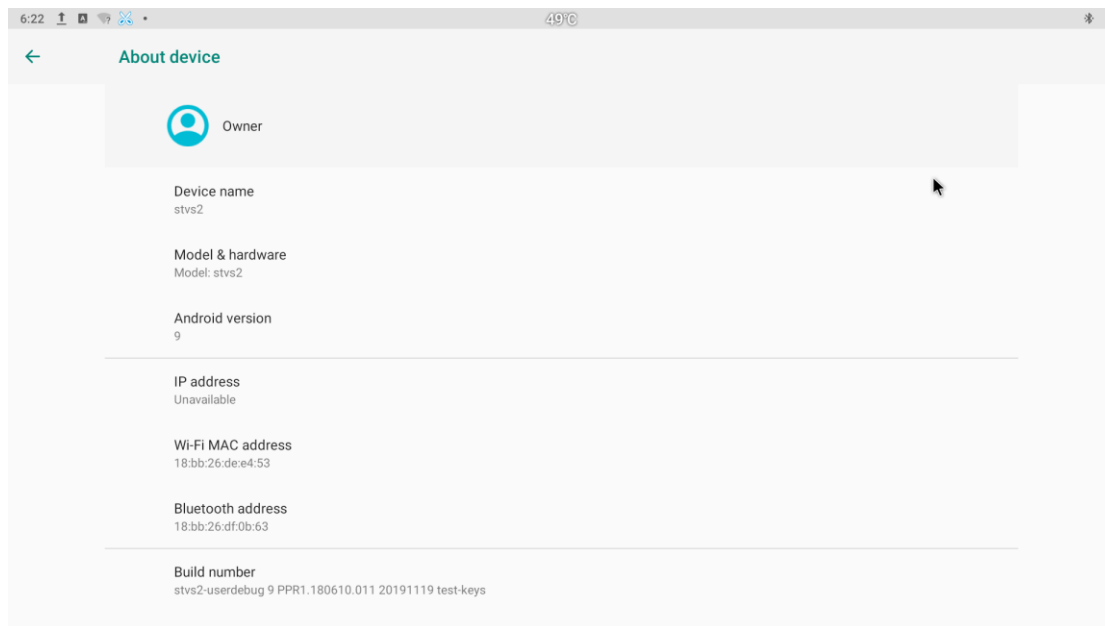 6:22
49°C
About device
Owner
Device name
stvs2
Model & hardware
Model: stvs2
Android version
9
IP address
Unavailable
Wi-Fi MAC address
18:bb:26:de:e4:53
Bluetooth address
18:bb:26:df:0b:63
Build number
stvs2-userdebug 9 PPR1.180610.011 20191119 test-keys